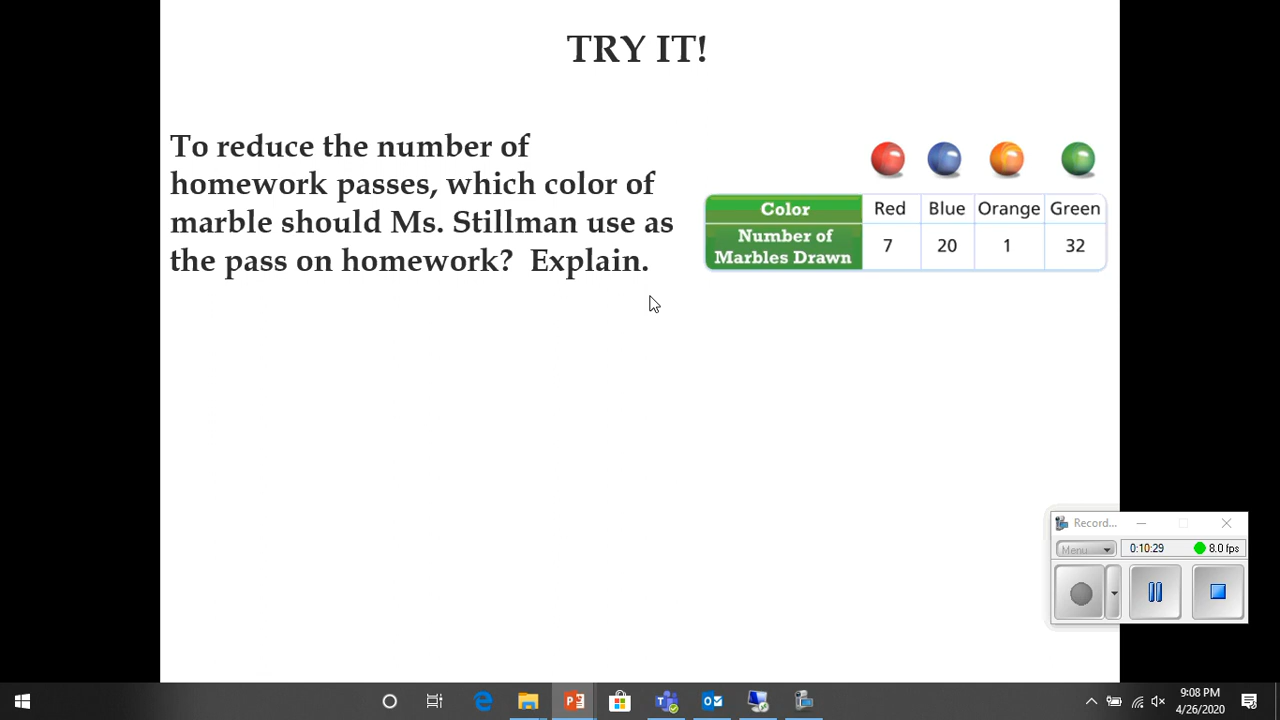 TRY IT!
To reduce the number of
homework passes, which color of
marble should Ms. Stillman use as
the pass on homework? Explain.
Color Red Blue Orange Green
Number of
Marbles Drawn 7 20 1 32
Record...
Menu 0:10:29 8.0 fps
9:08 PM
4/26/2020